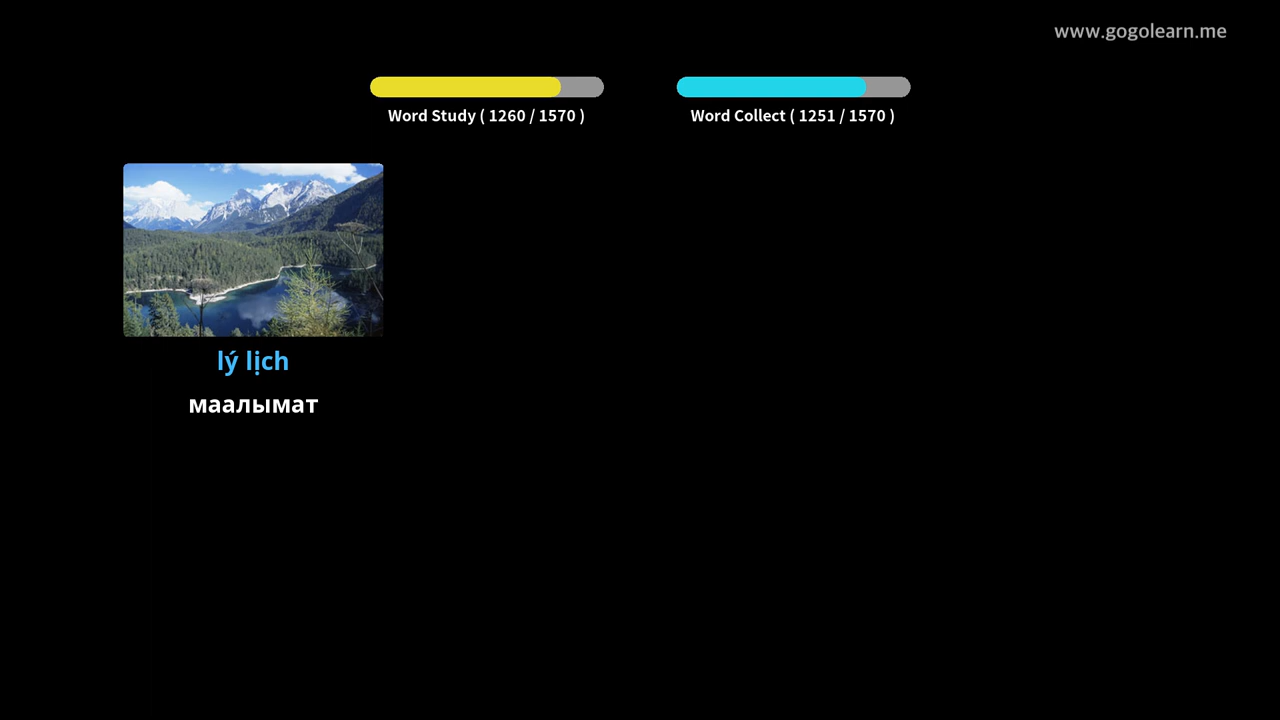 www.gogolearn.me
Word Study ( 1260 / 1570 )
Word Collect ( 1251 / 1570 )
lý lịch
маалымат